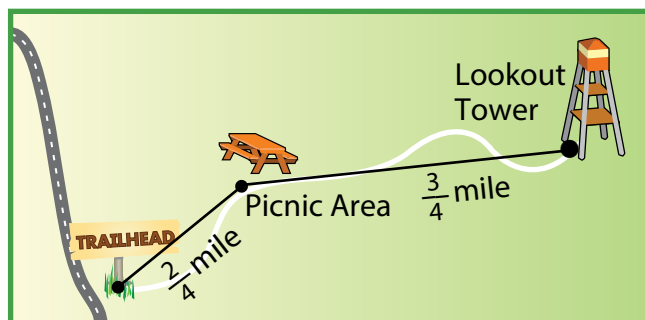 Lookout
Tower
Picnic Area
3/4 mile
TRAILHEAD
2/4 mile